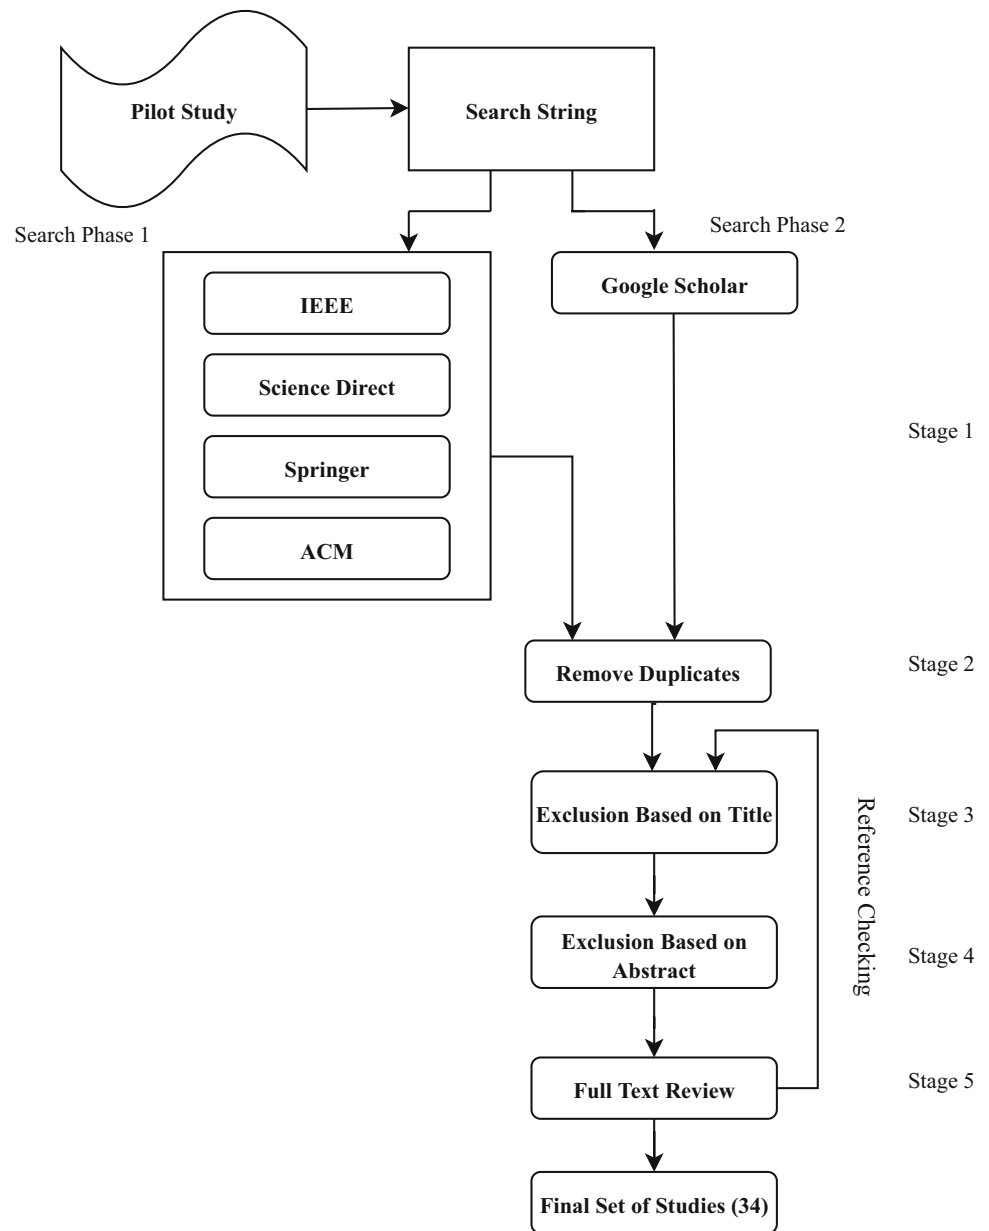 Pilot Study
Search String
Search Phase 1
Search Phase 2
IEEE
Google Scholar
Science Direct
Springer
Stage 1
ACM
Remove Duplicates
Stage 2
Exclusion Based on Title
Reference Checking
Stage 3
Exclusion Based on
Abstract
Stage 4
Full Text Review
Stage 5
Final Set of Studies (34)